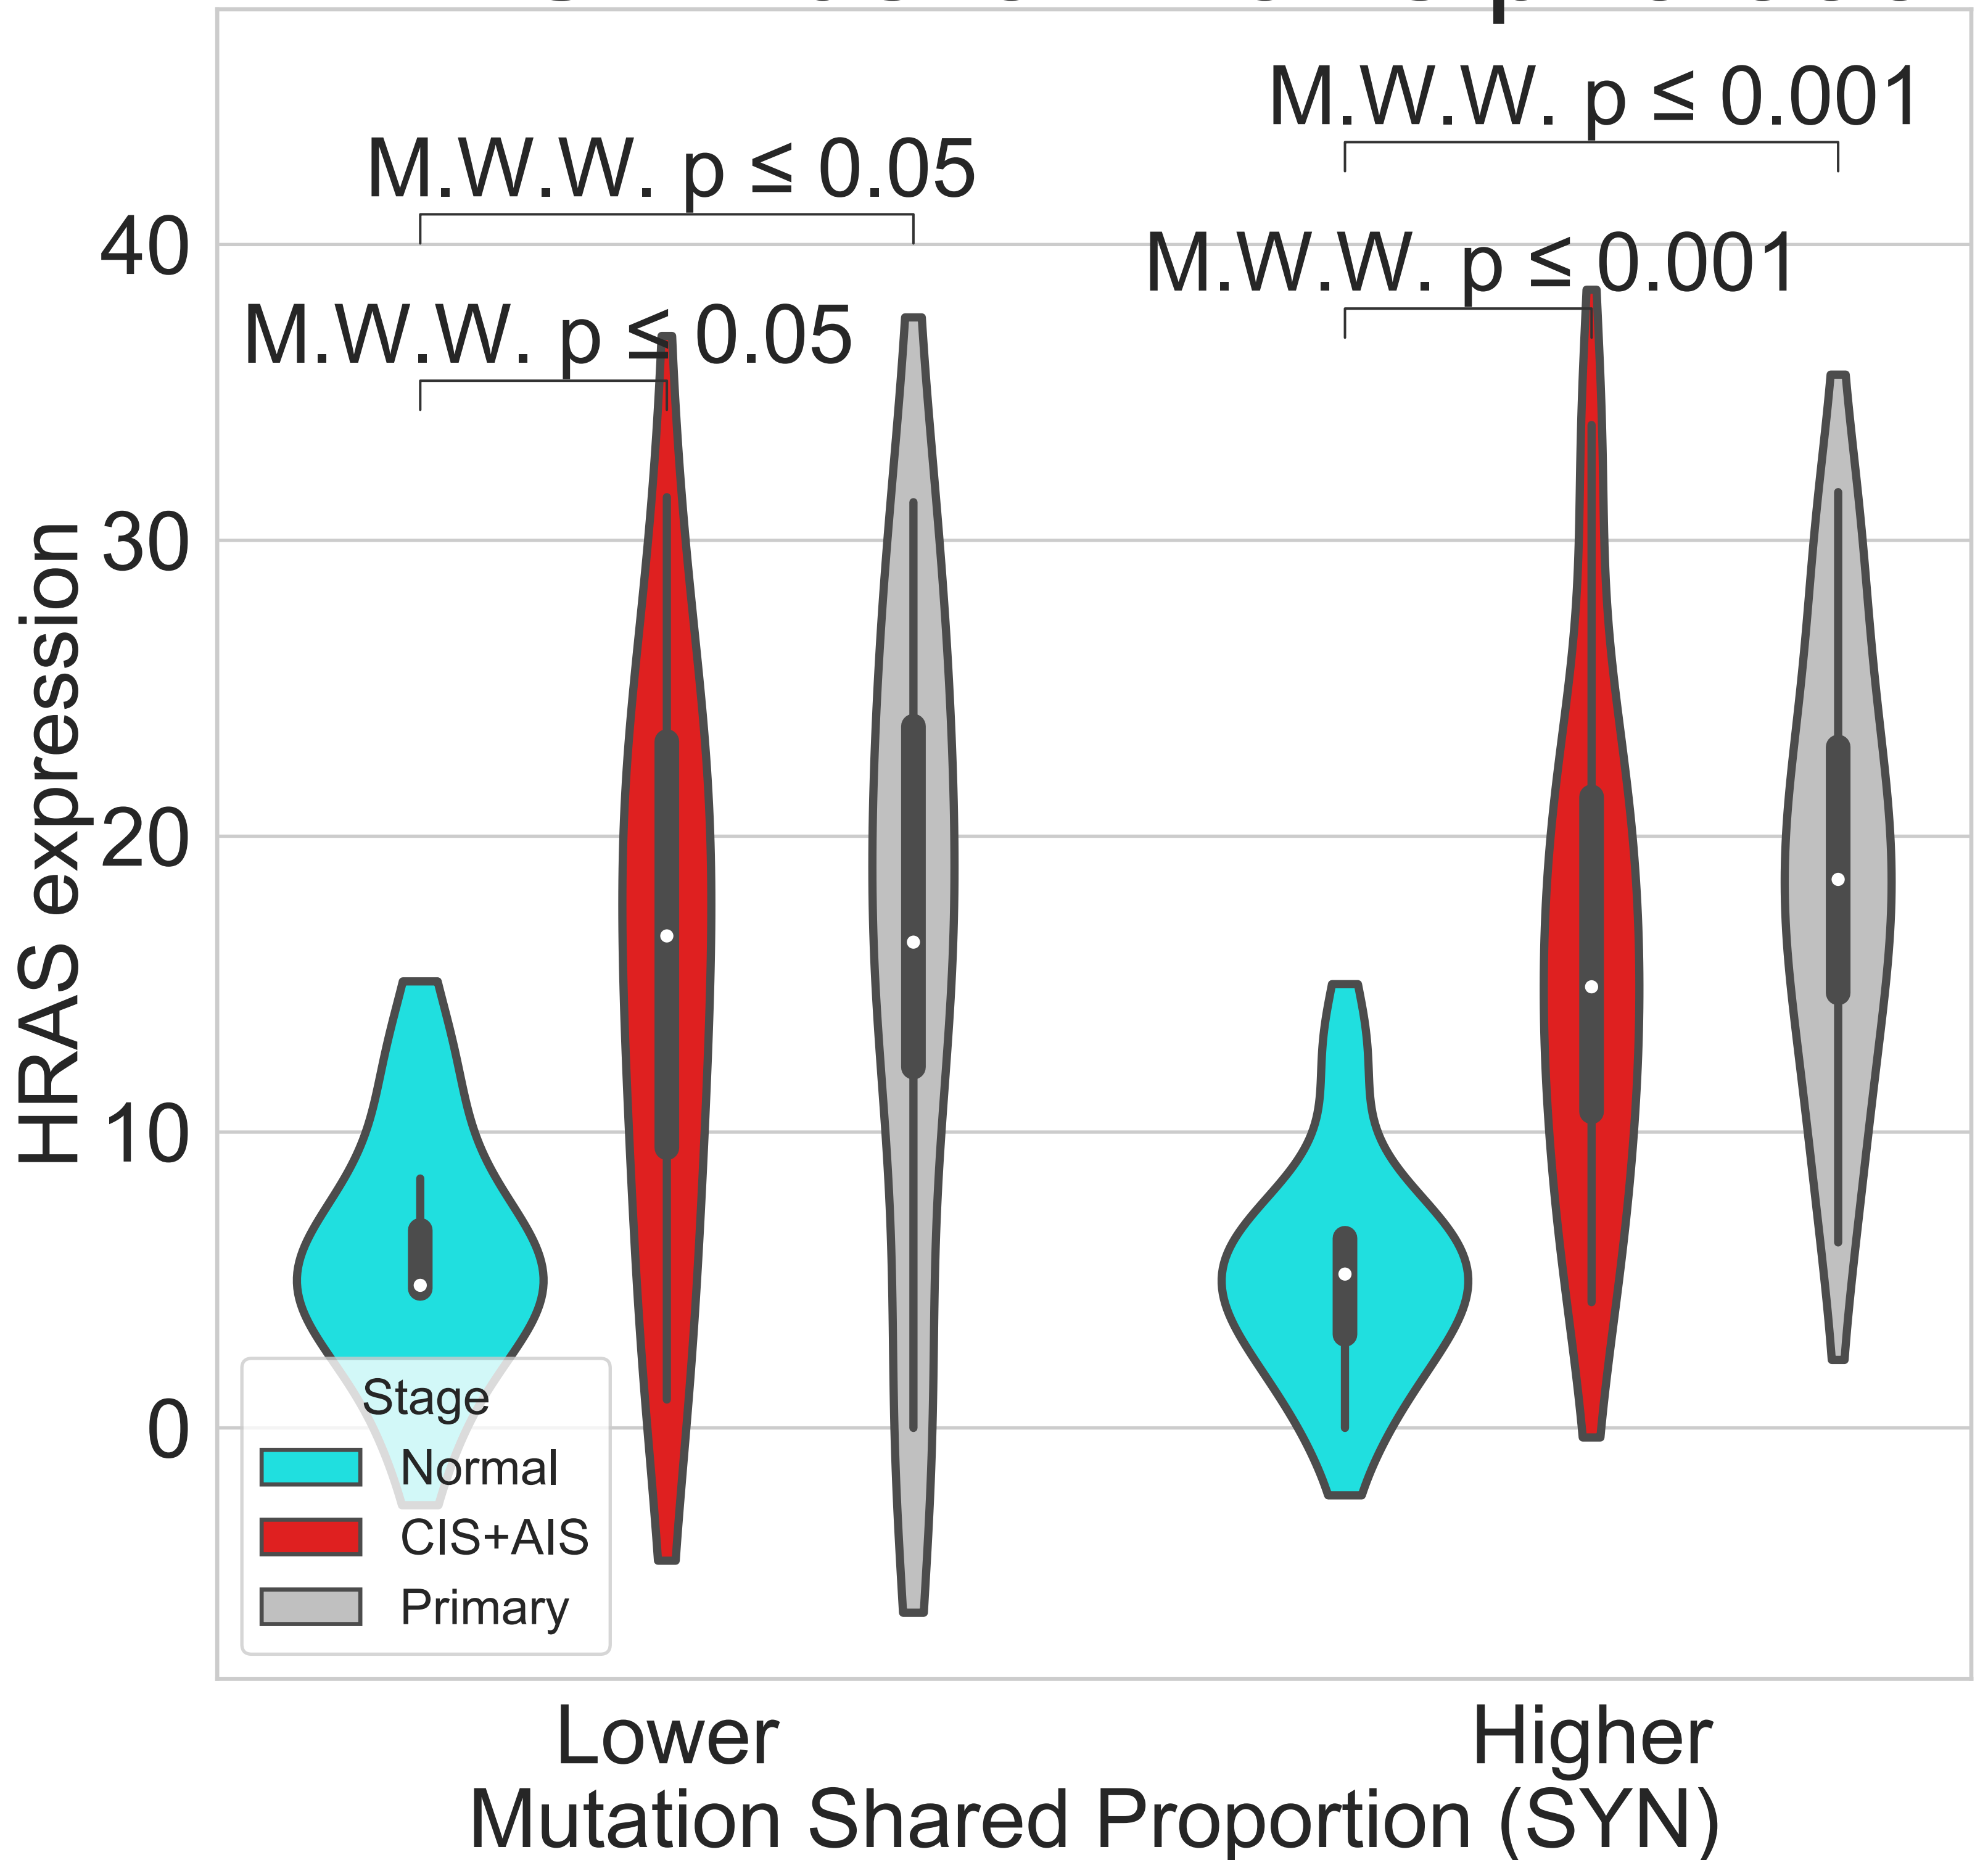 M.W.W. p ≤ 0.001
M.W.W. p ≤ 0.05
M.W.W. p ≤ 0.001
M.W.W. p ≤ 0.05
40
30
20
10
0
HRAS expression
Stage
Normal
CIS+AIS
Primary
Lower
Higher
Mutation Shared Proportion (SYN)